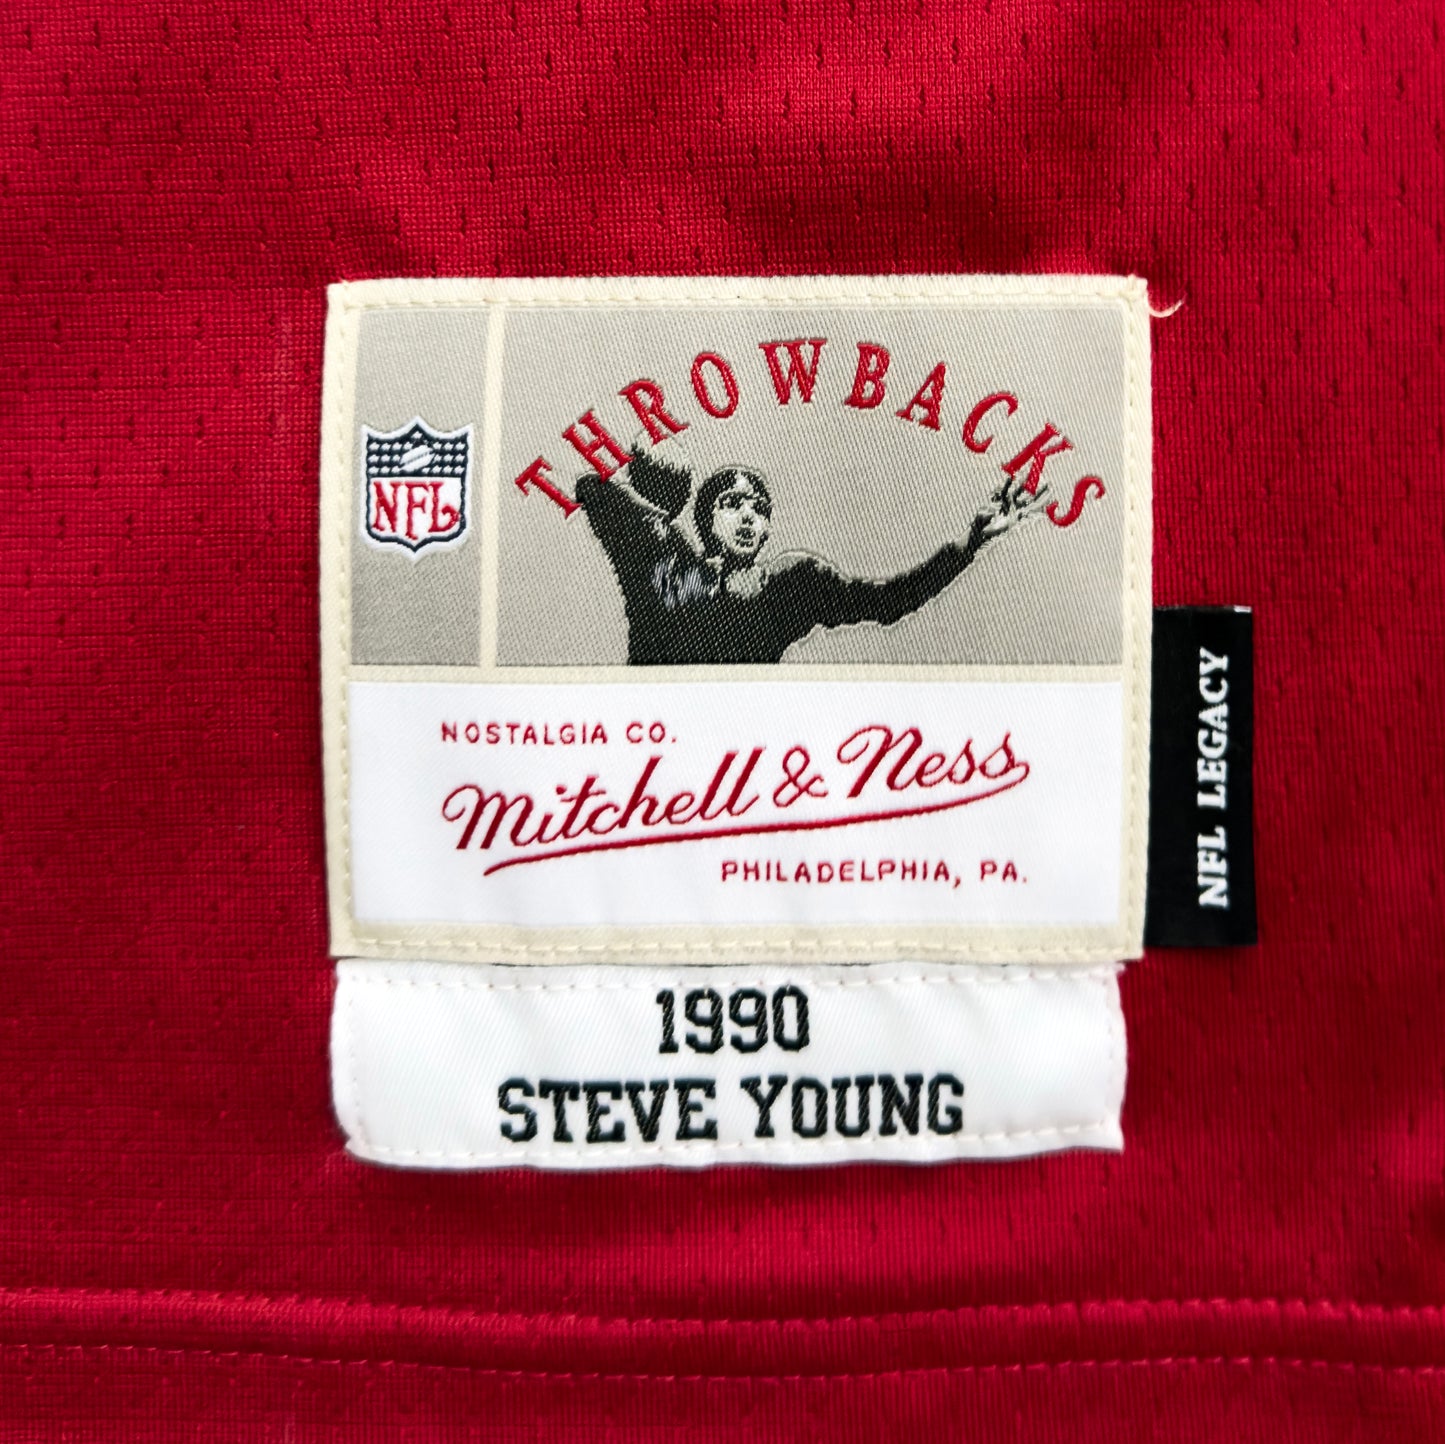 THROWBACKS
NFL
NOSTALGIA CO.
Mitchell & Ness
PHILADELPHIA, PA.
NFL LEGACY
1990
STEVE YOUNG